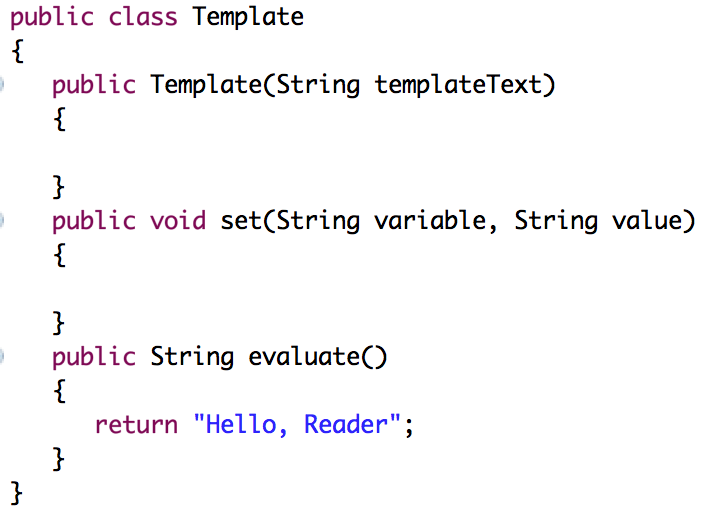 public class Template
{
public Template(String templateText)
{
}
public void set(String variable, String value)
{
}
public String evaluate()
{
return "Hello, Reader";
}
}